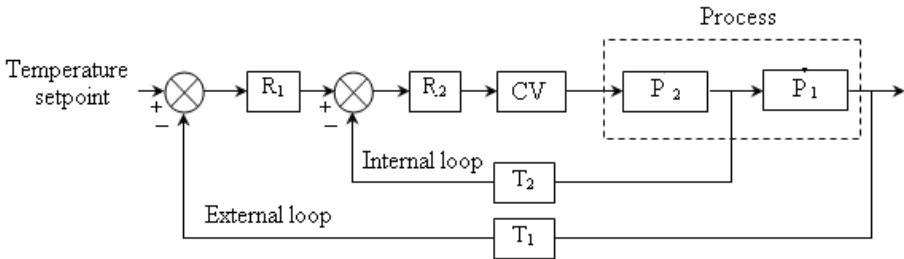 Process
Temperature
setpoint
+
−
R1
+
−
R2
CV
P 2
P 1
Internal loop
T2
External loop
T1